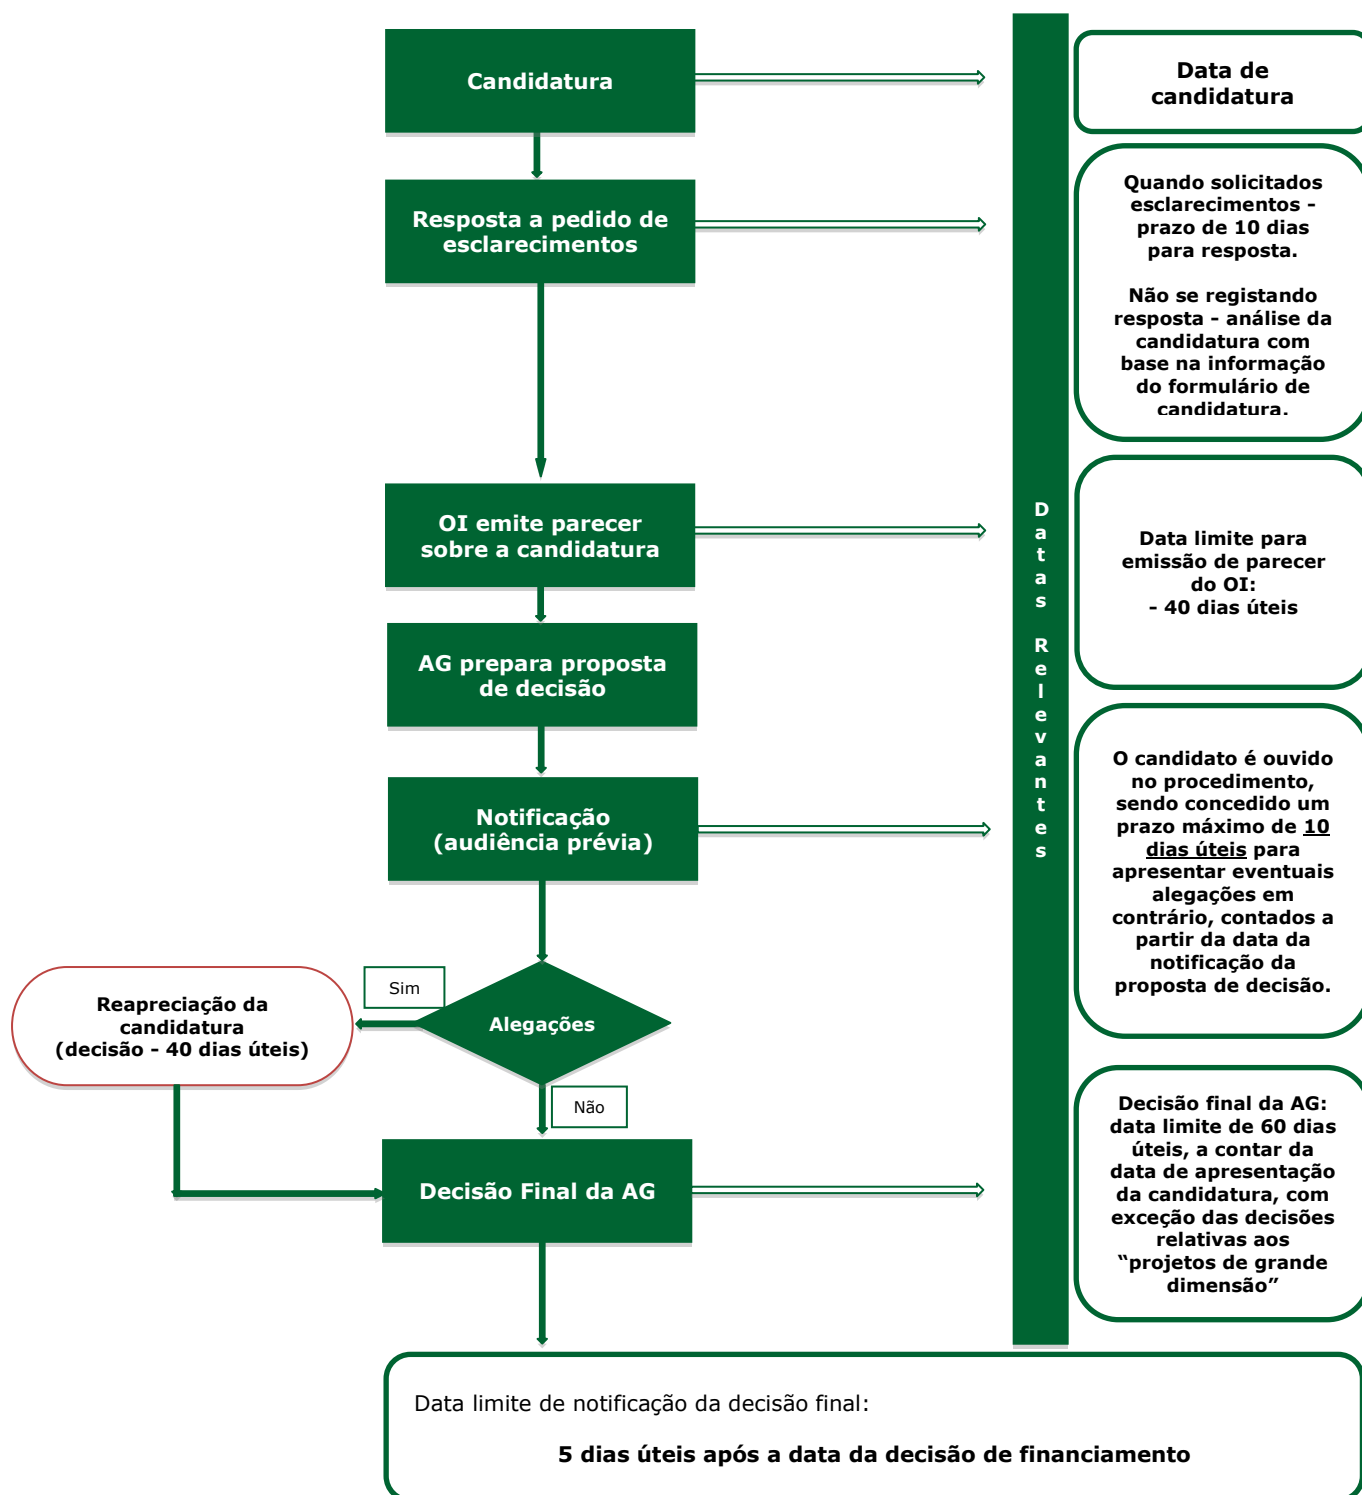 Candidatura
Data de
candidatura
Resposta a pedido de
esclarecimentos
Quando solicitados
esclarecimentos -
prazo de 10 dias
para resposta.
Não se registando
resposta - análise da
candidatura com
base na informação
do formulário de
candidatura.
OI emite parecer
sobre a candidatura
Data limite para
emissão de parecer
do OI:
- 40 dias úteis
Datas Relevantes
AG prepara proposta
de decisão
Notificação
(audiência prévia)
O candidato é ouvido
no procedimento,
sendo concedido um
prazo máximo de 10
dias úteis para
apresentar eventuais
alegações em
contrário, contados a
partir da data da
notificação da
proposta de decisão.
Sim
Alegações
Reapreciação da
candidatura
(decisão - 40 dias úteis)
Não
Decisão Final da AG
Decisão final da AG:
data limite de 60 dias
úteis, a contar da
data de apresentação
da candidatura, com
exceção das decisões
relativas aos
“projetos de grande
dimensão”
Data limite de notificação da decisão final:
5 dias úteis após a data da decisão de financiamento